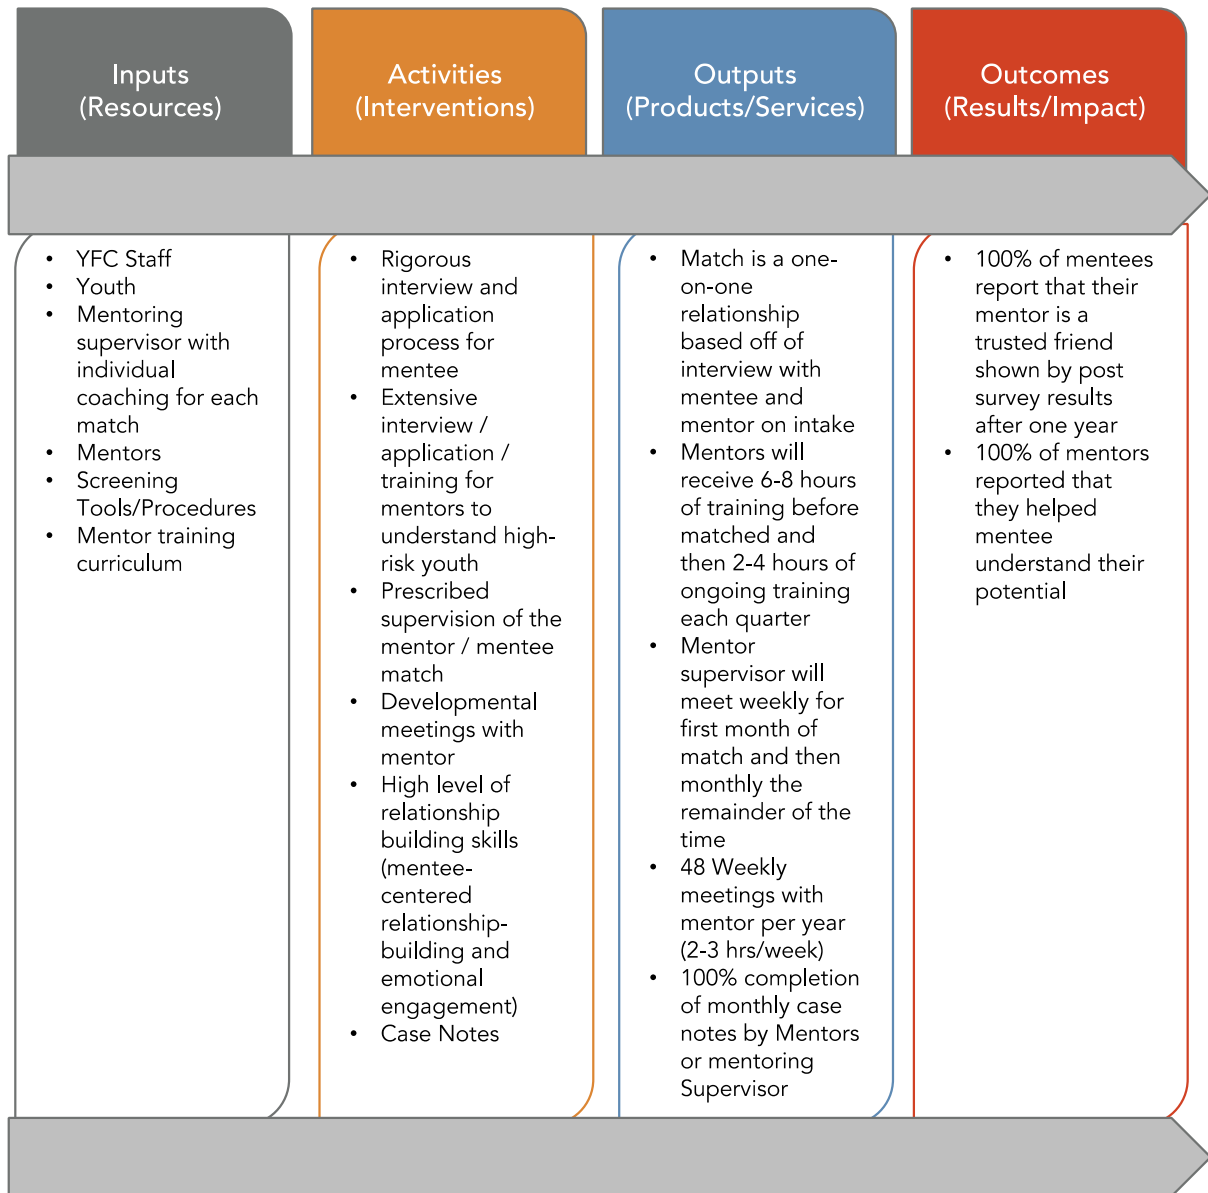 Inputs
(Resources)
Activities
(Interventions)
Outputs
(Products/Services)
Outcomes
(Results/Impact)
• YFC Staff
• Youth
• Mentoring
supervisor with
individual
coaching for each
match
• Mentors
• Screening
Tools/Procedures
• Mentor training
curriculum
• Rigorous
interview and
application
process for
mentee
• Extensive
interview /
application /
training for
mentors to
understand high-
risk youth
• Prescribed
supervision of the
mentor / mentee
match
• Developmental
meetings with
mentor
• High level of
relationship
building skills
(mentee-
centered
relationship-
building and
emotional
engagement)
• Case Notes
• Match is a one-
on-one
relationship
based off of
interview with
mentee and
mentor on intake
• Mentors will
receive 6-8 hours
of training before
matched and
then 2-4 hours of
ongoing training
each quarter
• Mentor
supervisor will
meet weekly for
first month of
match and then
monthly the
remainder of the
time
• 48 Weekly
meetings with
mentor per year
(2-3 hrs/week)
• 100% completion
of monthly case
notes by Mentors
or mentoring
Supervisor
• 100% of mentees
report that their
mentor is a
trusted friend
shown by post
survey results
after one year
• 100% of mentors
reported that
they helped
mentee
understand their
potential